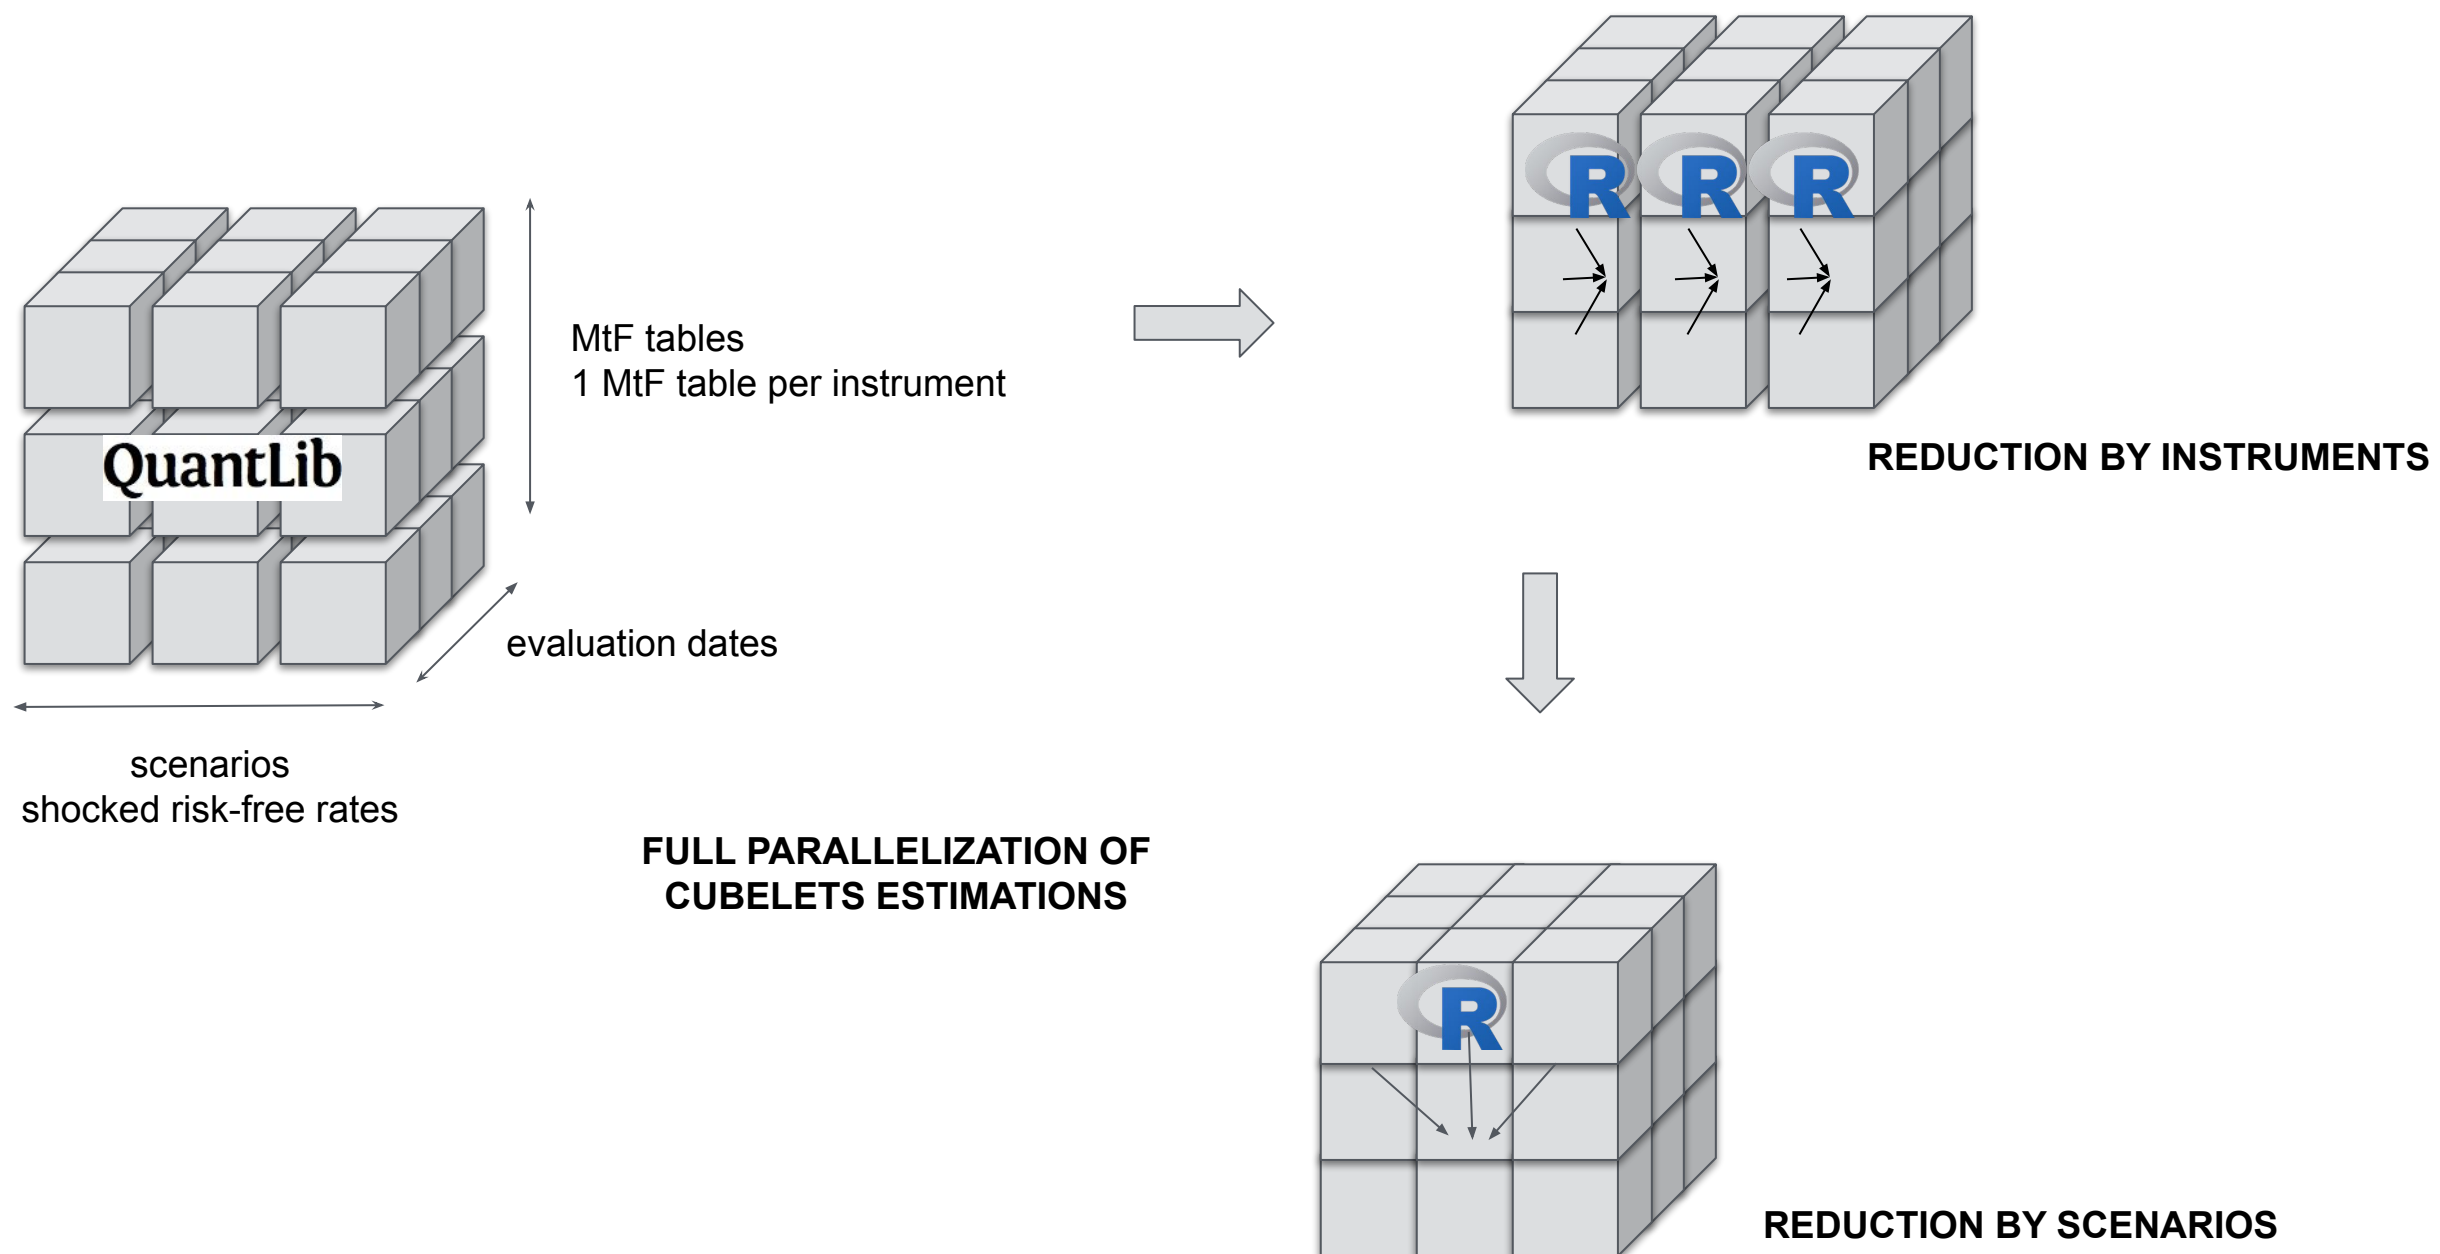 R R R
MtF tables
1 MtF table per instrument
QuantLib
REDUCTION BY INSTRUMENTS
evaluation dates
scenarios
shocked risk-free rates
FULL PARALLELIZATION OF
CUBELETS ESTIMATIONS
R
REDUCTION BY SCENARIOS